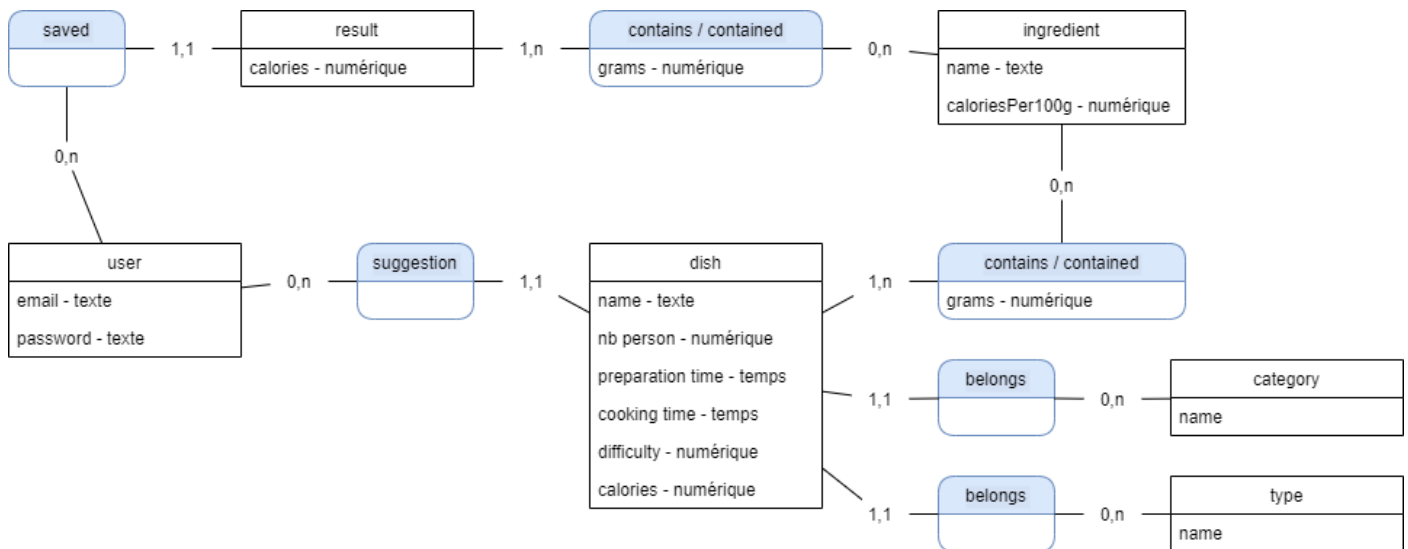 saved
1,1
result
calories - numérique
1,n
contains / contained
grams - numérique
0,n
ingredient
name - texte
caloriesPer100g - numérique
0,n
0,n
user
email - texte
password - texte
0,n
suggestion
1,1
dish
name - texte
nb person - numérique
preparation time - temps
cooking time - temps
difficulty - numérique
calories - numérique
1,n
contains / contained
grams - numérique
1,1
belongs
0,n
category
name
1,1
belongs
0,n
type
name